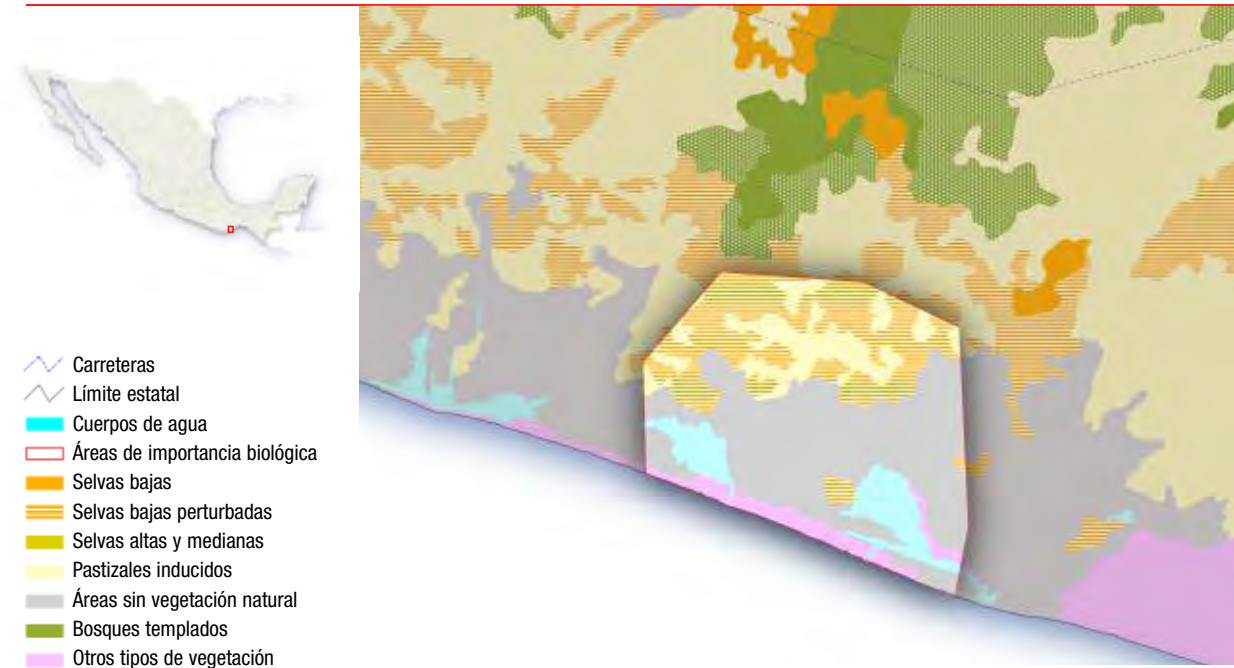 Carreteras
Límite estatal
Cuerpos de agua
Áreas de importancia biológica
Selvas bajas
Selvas bajas perturbadas
Selvas altas y medianas
Pastizales inducidos
Áreas sin vegetación natural
Bosques templados
Otros tipos de vegetación